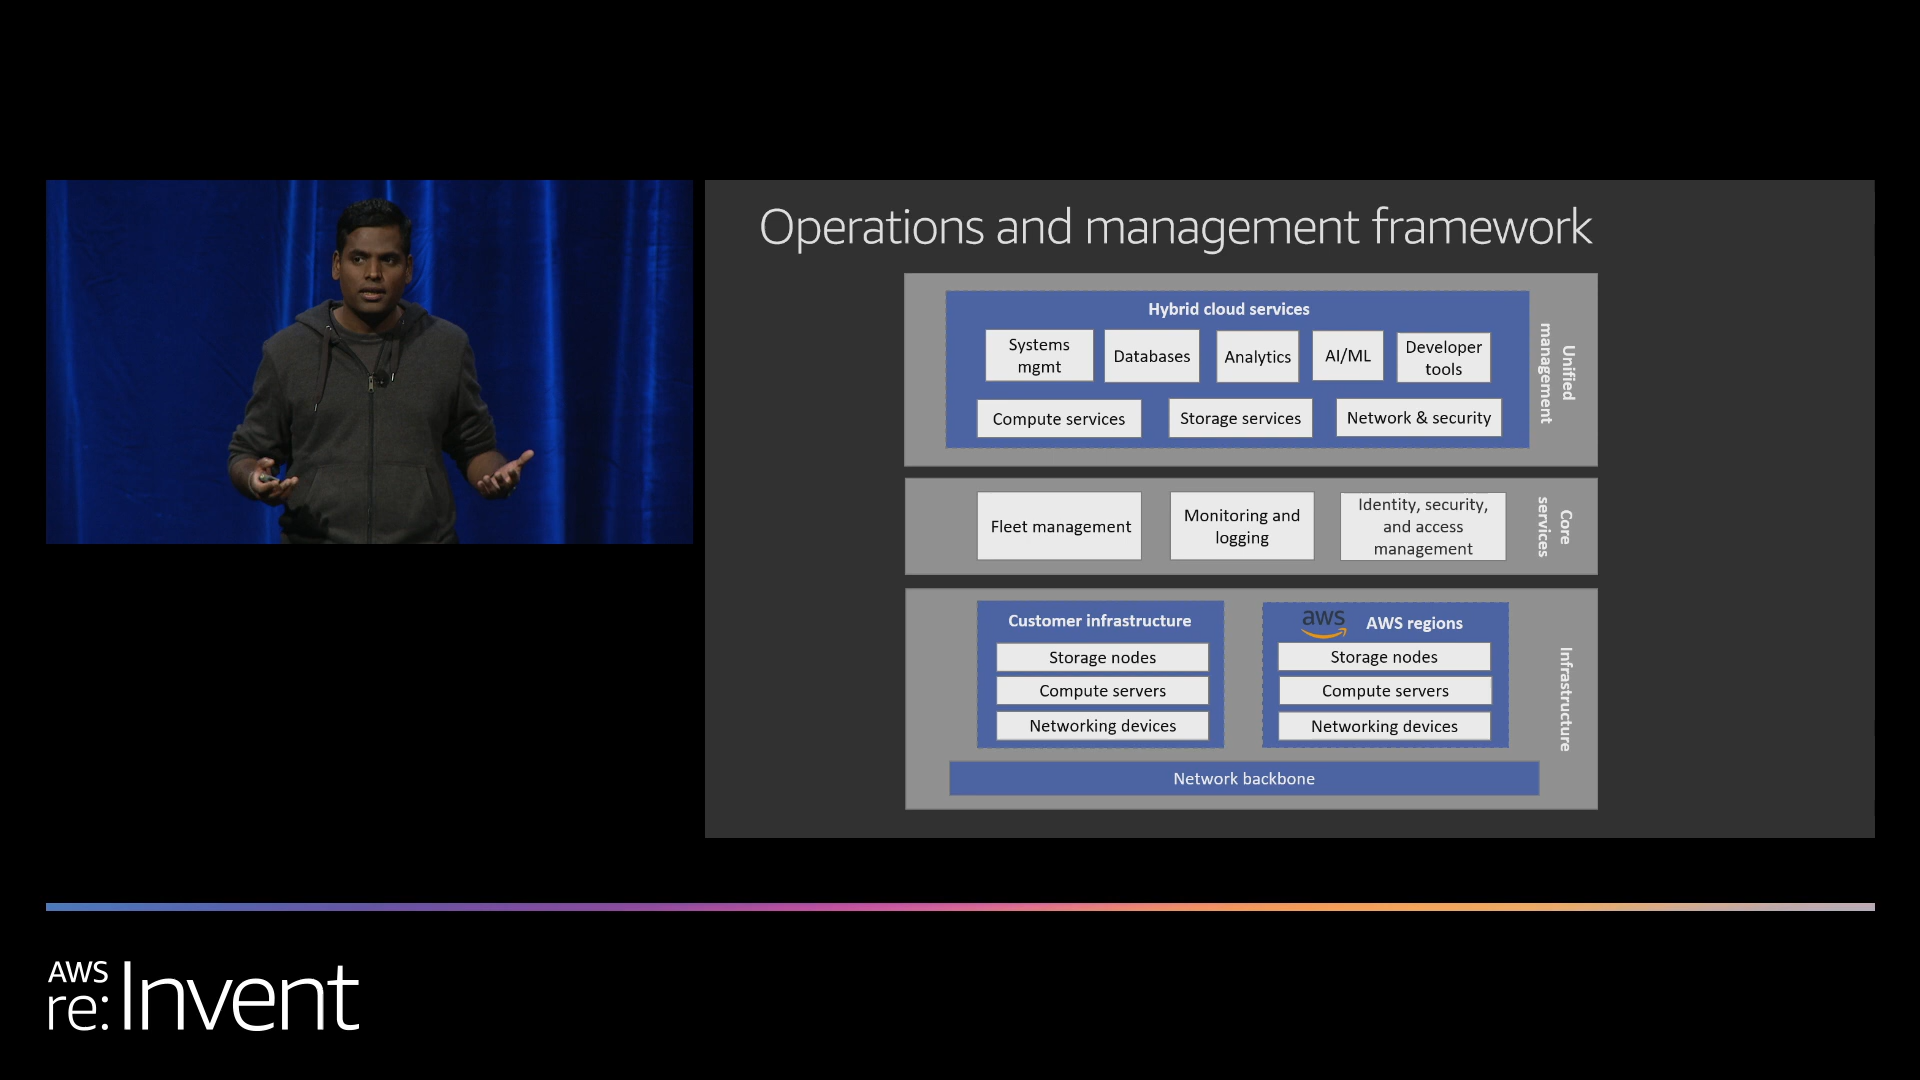 Operations and management framework
Hybrid cloud services
Systems
mgmt
Databases
Analytics
AI/ML
Developer
tools
Compute services
Storage services
Network & security
Unified
management
Fleet management
Monitoring and
logging
Identity, security,
and access
management
Core
services
Customer infrastructure
Storage nodes
Compute servers
Networking devices
aws
AWS regions
Storage nodes
Compute servers
Networking devices
Infrastructure
Network backbone
AWS
re:Invent